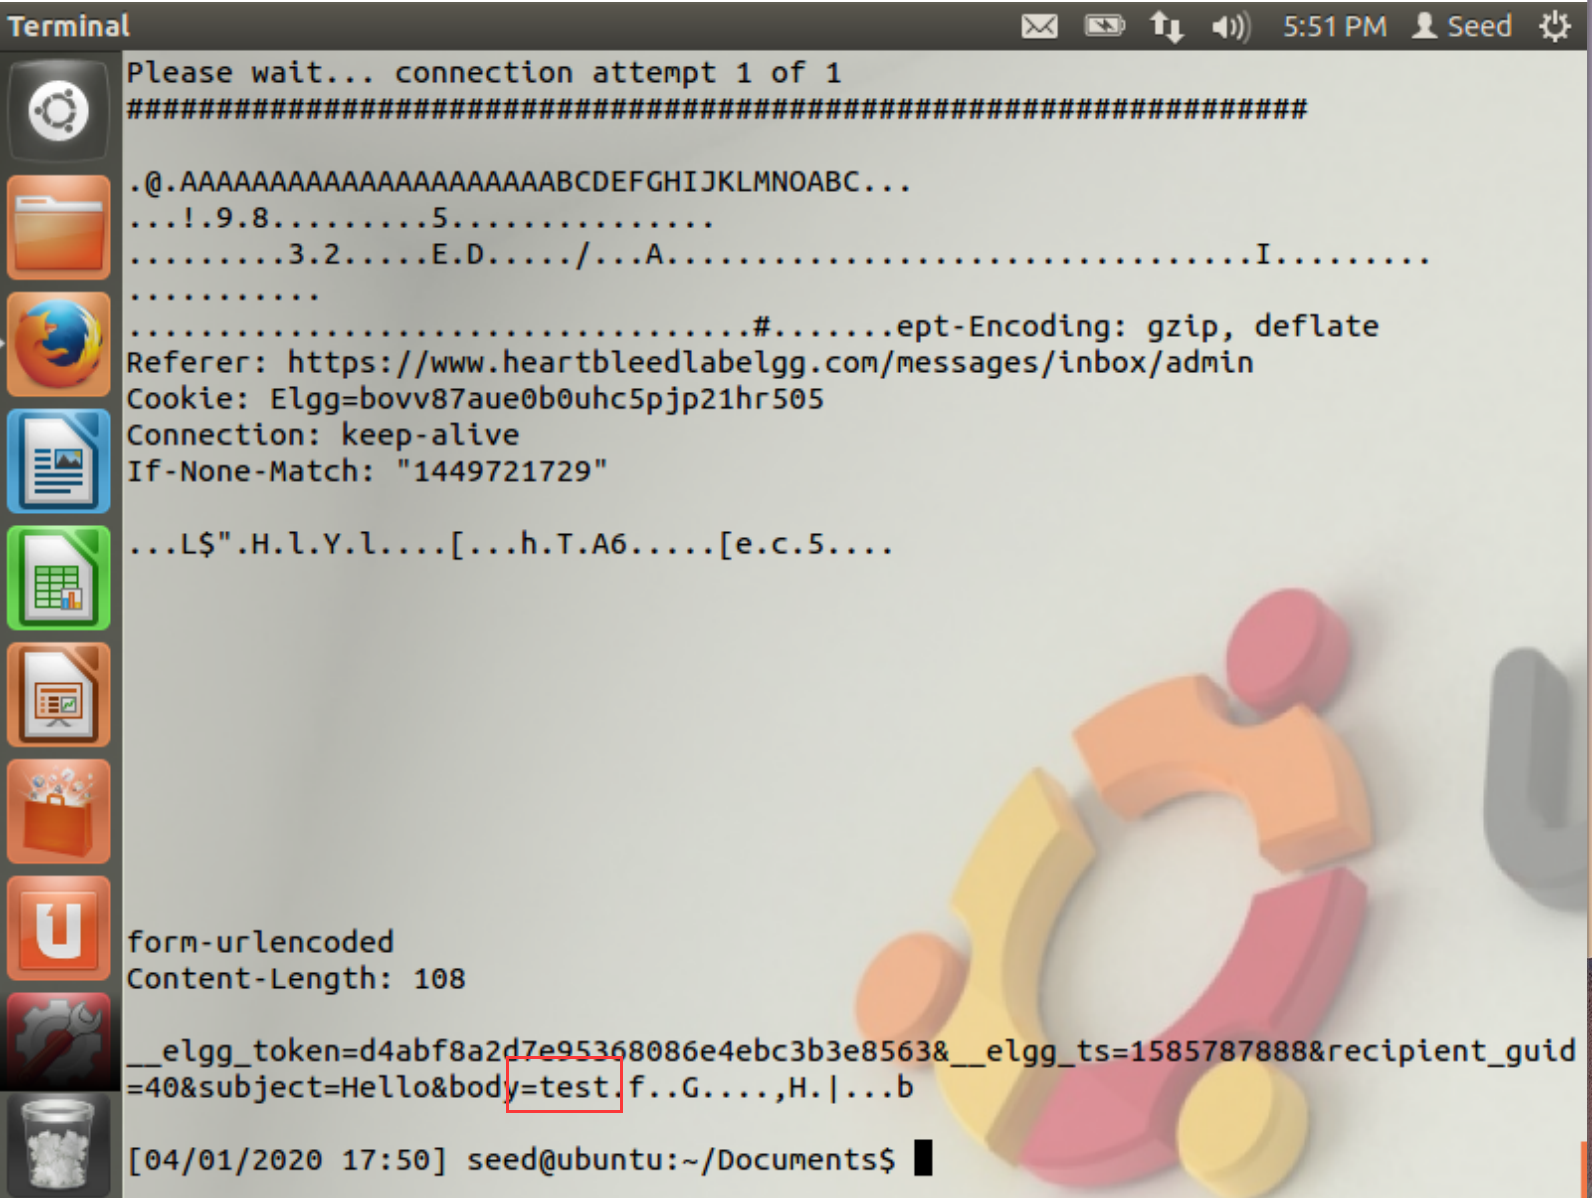 Terminal
5:51 PM Seed
Please wait... connection attempt 1 of 1
##################################################################
.@.AAAAAAAAAAAAAAAAAAAAABCDEFGHIJKLMNOABC...
...!.9.8.........5...............
.........3.2.....E.D...../...A.................................I.........
...........
...................................#.......ept-Encoding: gzip, deflate
Referer: https://www.heartbleedlabelgg.com/messages/inbox/admin
Cookie: Elgg=bovv87aue0b0uhc5pjp21hr505
Connection: keep-alive
If-None-Match: "1449721729"
...L$".H.l.Y.l....[...h.T.A6.....[e.c.5....
form-urlencoded
Content-Length: 108
__elgg_token=d4abf8a2d7e95368086e4ebc3b3e8563&__elgg_ts=1585787888&recipient_guid
=40&subject=Hello&body=test.f..G....,H.|...b
[04/01/2020 17:50] seed@ubuntu:~/Documents$